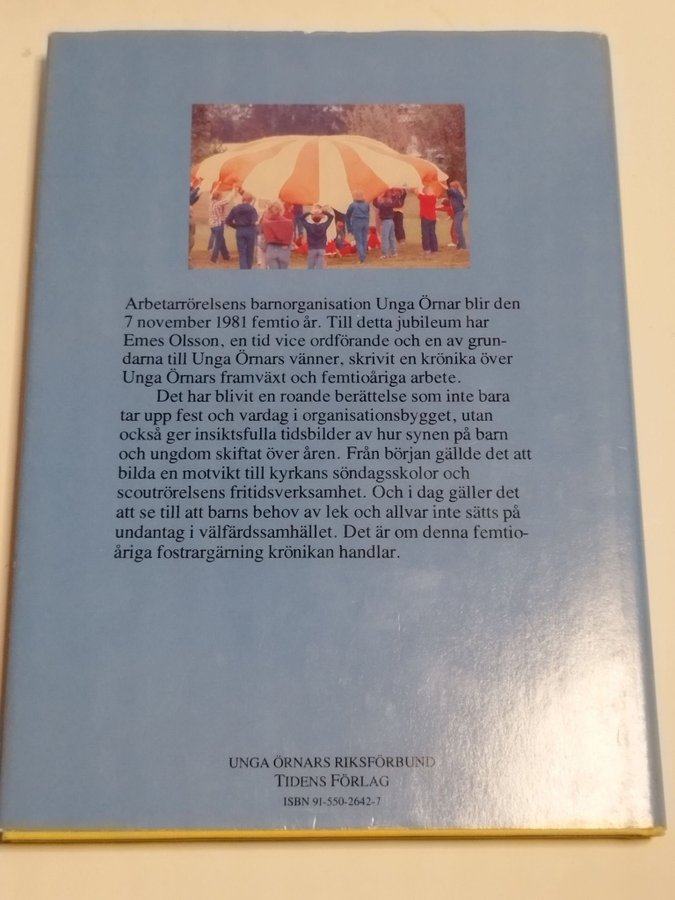 Arbetarrörelsens barnorganisation Unga Örnar blir den
7 november 1981 femtio år. Till detta jubileum har
Emes Olsson, en tid vice ordförande och en av grun-
darna till Unga Örnars vänner, skrivit en krönika över
Unga Örnars framväxt och femtioåriga arbete.
Det har blivit en roande berättelse som inte bara
tar upp fest och vardag i organisationsbygget, utan
också ger insiktsfulla tidsbilder av hur synen på barn
och ungdom skiftat över åren. Från början gällde det att
bilda en motvikt till kyrkans söndagsskolor och
scoutrörelsens fritidsverksamhet. Och i dag gäller det
att se till att barns behov av lek och allvar inte sätts på
undantag i välfärdssamhället. Det är om denna femtio-
åriga fostrargärning krönikan handlar.
UNGA ÖRNARS RIKSFÖRBUND
TIDENS FÖRLAG
ISBN 91-550-2642-7